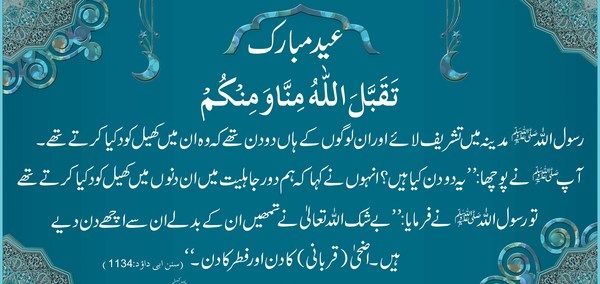 عید مبارک
تَقَبَّلَ اللهُ مِنَّا وَ مِنْكُمْ
رسول اللہ ﷺ مدینہ میں تشریف لائے اور ان لوگوں کے ہاں دو دن تھے کہ وہ ان میں کھیل کود کیا کرتے تھے۔
آپ ﷺ نے پوچھا: ’’یہ دو دن کیا ہیں؟ انہوں نے کہا کہ ہم دور جاہلیت میں ان دنوں میں کھیل کود کیا کرتے تھے
تو رسول اللہ ﷺ نے فرمایا: ’’بے شک اللہ تعالیٰ نے تمھیں ان کے بدلے ان سے اچھے دن دیے
ہیں۔ اضحیٰ (قربانی) کا دن اور فطر کا دن۔‘‘ (سنن ابی داؤد:1134)